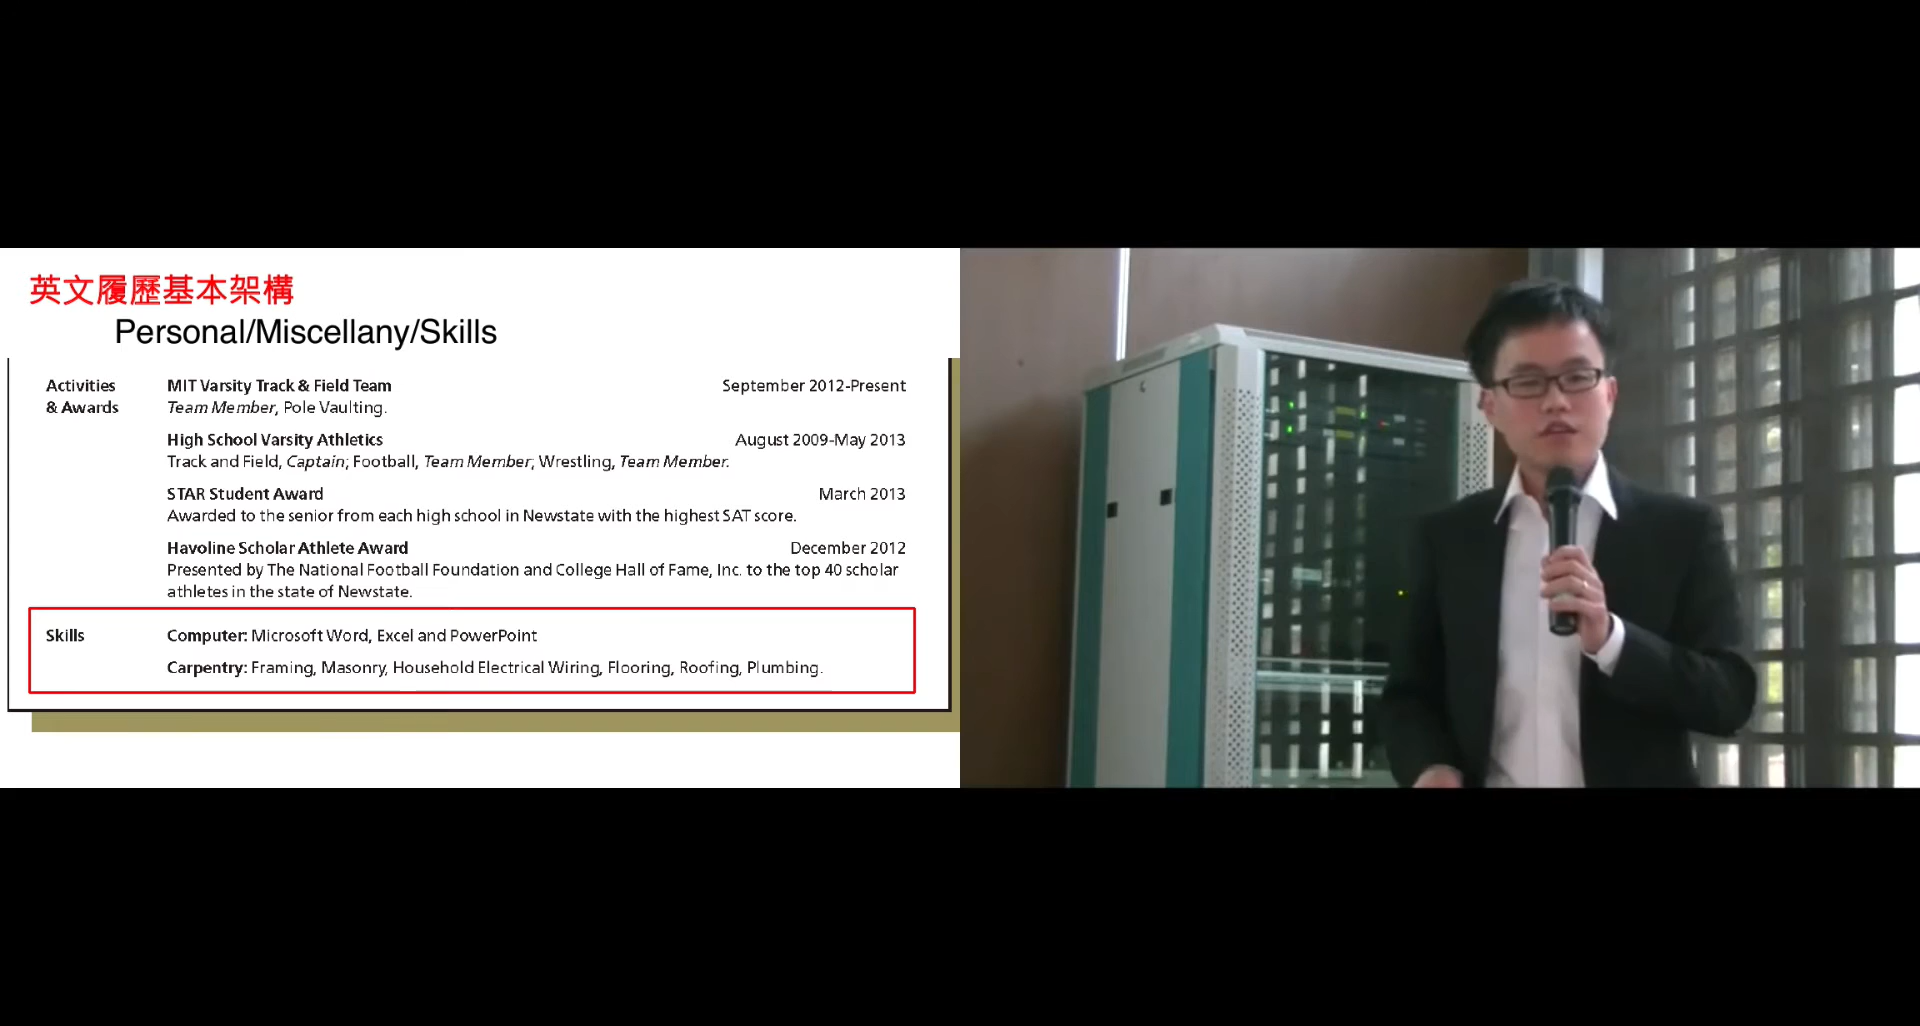 英文履歷基本架構
Personal/Miscellany/Skills
Activities & Awards
MIT Varsity Track & Field Team September 2012-Present
Team Member, Pole Vaulting.
High School Varsity Athletics August 2009-May 2013
Track and Field, Captain; Football, Team Member; Wrestling, Team Member.
STAR Student Award March 2013
Awarded to the senior from each high school in Newstate with the highest SAT score.
Havoline Scholar Athlete Award December 2012
Presented by The National Football Foundation and College Hall of Fame, Inc. to the top 40 scholar
athletes in the state of Newstate.
Skills Computer: Microsoft Word, Excel and PowerPoint
Carpentry: Framing, Masonry, Household Electrical Wiring, Flooring, Roofing, Plumbing.